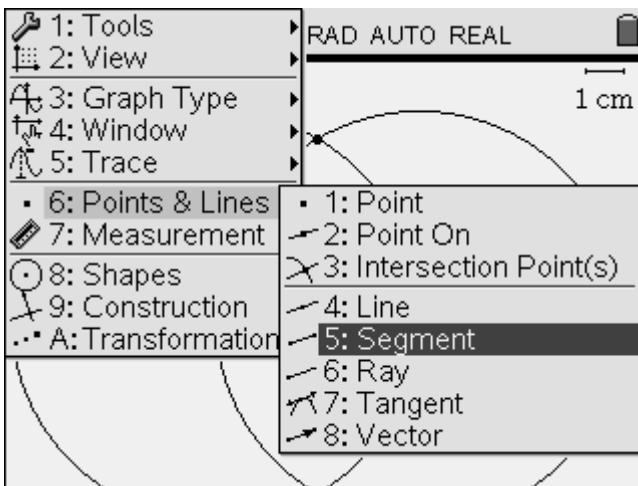 1: Tools
RAD AUTO REAL
2: View
3: Graph Type
1 cm
4: Window
5: Trace
6: Points & Lines
1: Point
7: Measurement
2: Point On
3: Intersection Point(s)
8: Shapes
9: Construction
4: Line
A: Transformation
5: Segment
6: Ray
7: Tangent
8: Vector